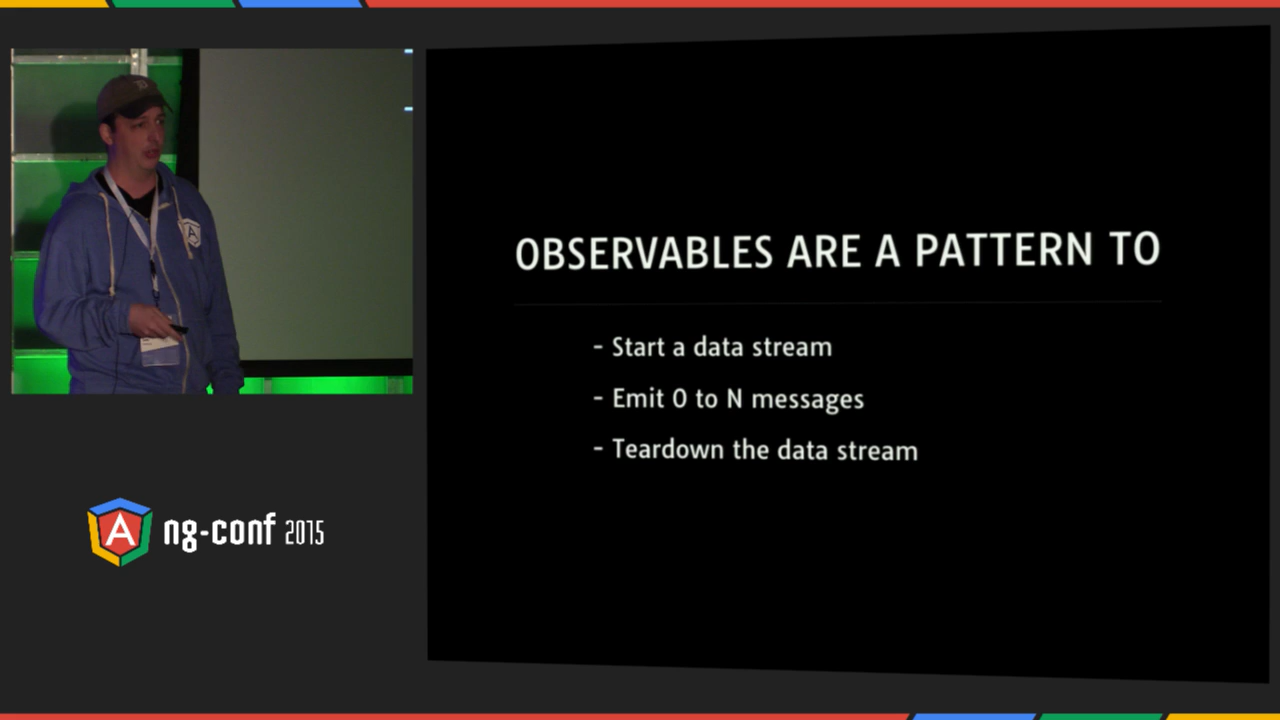 OBSERVABLES ARE A PATTERN TO
- Start a data stream
- Emit 0 to N messages
- Teardown the data stream
A
ng-conf 2015